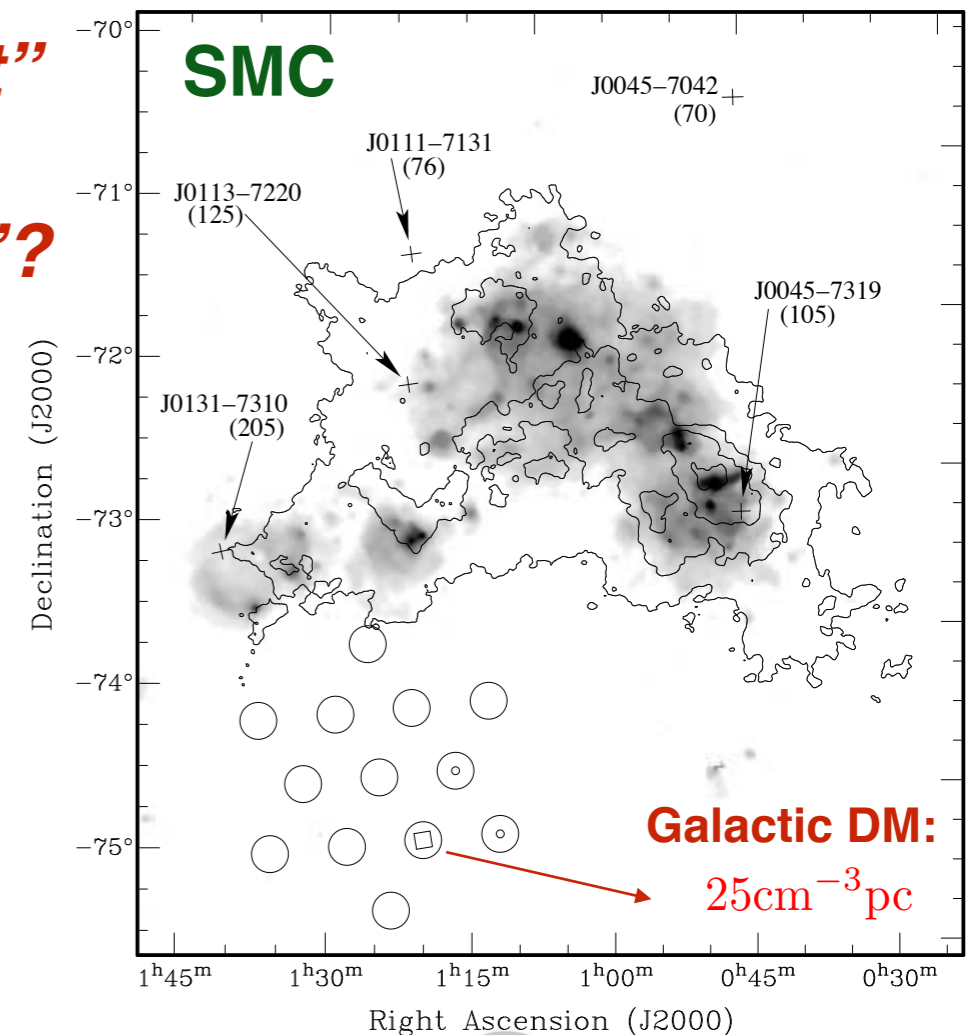 t”
”?
SMC
J0045–7042
(70)
J0111–7131
(76)
J0113–7220
(125)
J0045–7319
(105)
J0131-7310
(205)
−70°
−71°
−72°
−73°
−74°
−75°
Declination (J2000)
Galactic DM:
25cm⁻³pc
1ʰ45ᵐ 1ʰ30ᵐ 1ʰ15ᵐ 1ʰ00ᵐ 0ʰ45ᵐ 0ʰ30ᵐ
Right Ascension (J2000)